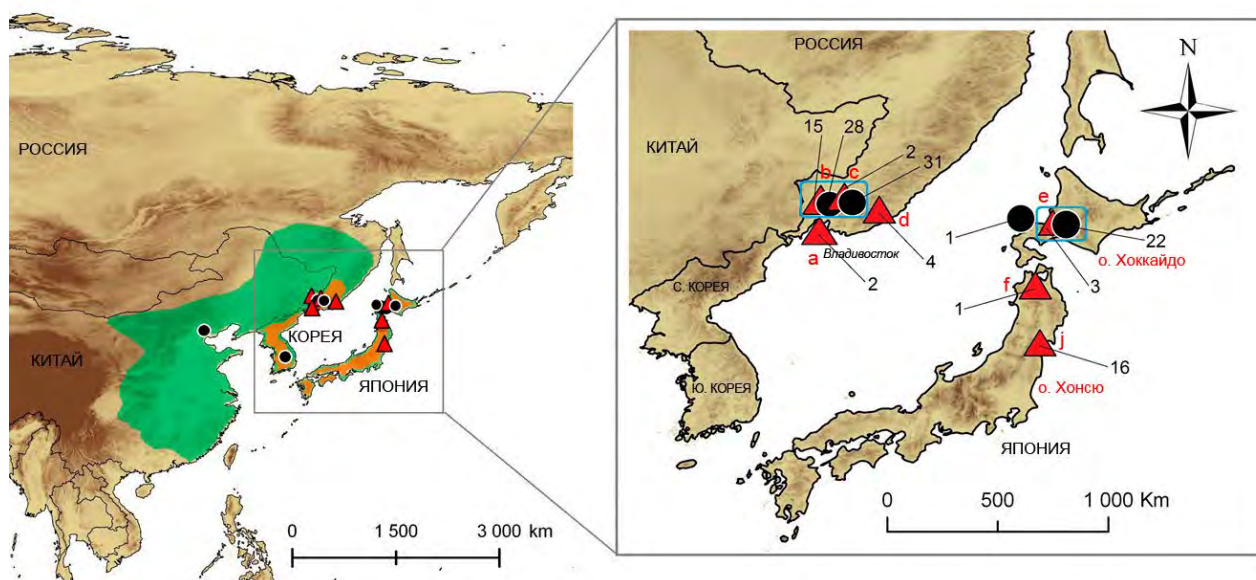 РОССИЯ
КИТАЙ
КОРЕЯ
ЯПОНИЯ
0 1 500 3 000 km
РОССИЯ
N
КИТАЙ
15 28 2
b c 31
d
a Владивосток
2 4
С. КОРЕЯ
Ю. КОРЕЯ
e
1 22
о. Хоккайдо
3
f
1
j
16
о. Хонсю
ЯПОНИЯ
0 500 1 000 Km